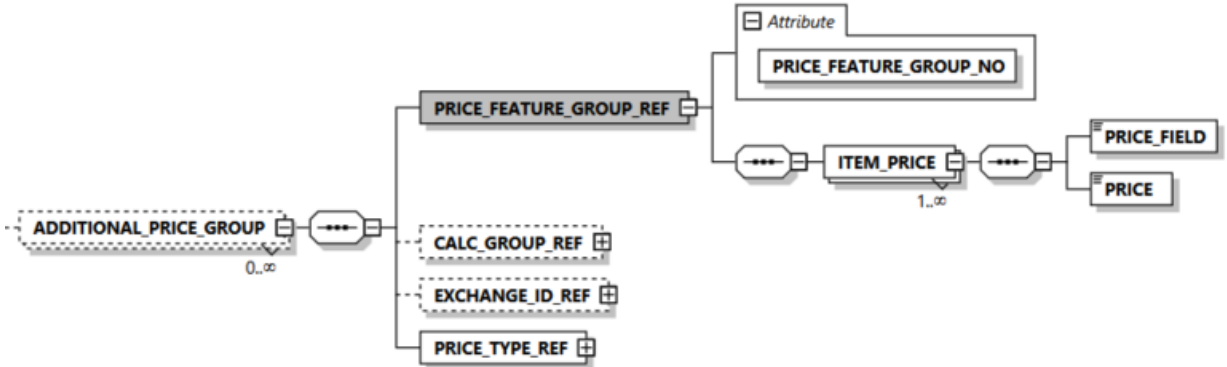 Attribute
PRICE_FEATURE_GROUP_NO
PRICE_FEATURE_GROUP_REF
PRICE_FIELD
ITEM_PRICE
1..∞
PRICE
ADDITIONAL_PRICE_GROUP
0..∞
CALC_GROUP_REF
EXCHANGE_ID_REF
PRICE_TYPE_REF